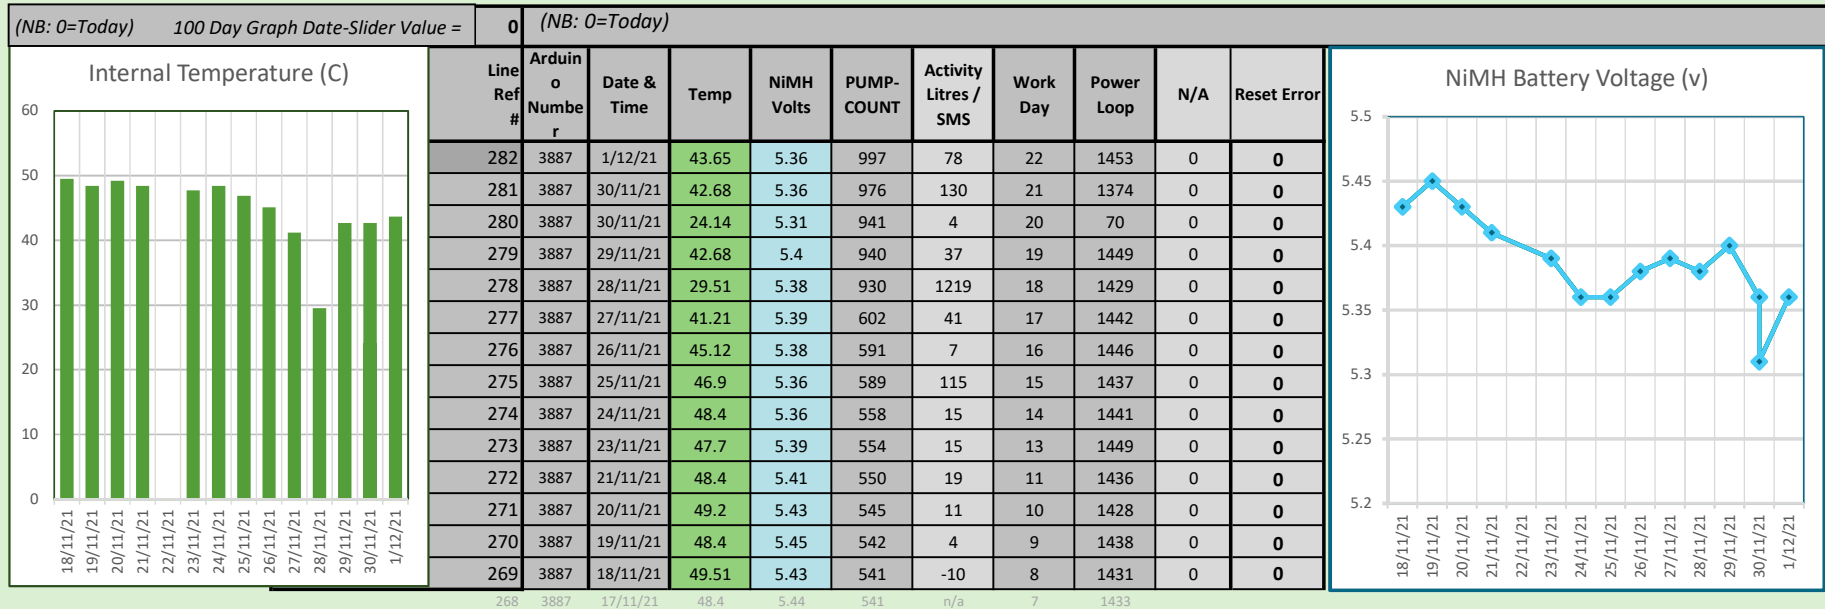 (NB: 0=Today) 100 Day Graph Date-Slider Value = 0 (NB: 0=Today)
Internal Temperature (C)
60
50
40
30
20
10
0
18/11/21 19/11/21 20/11/21 21/11/21 22/11/21 23/11/21 24/11/21 25/11/21 26/11/21 27/11/21 28/11/21 29/11/21 30/11/21 1/12/21
Line Ref # Arduin o Numbe r Date & Time Temp NiMH Volts PUMP-COUNT Activity Litres / SMS Work Day Power Loop N/A Reset Error
282 3887 1/12/21 43.65 5.36 997 78 22 1453 0 0
281 3887 30/11/21 42.68 5.36 976 130 21 1374 0 0
280 3887 30/11/21 24.14 5.31 941 4 20 70 0 0
279 3887 29/11/21 42.68 5.4 940 37 19 1449 0 0
278 3887 28/11/21 29.51 5.38 930 1219 18 1429 0 0
277 3887 27/11/21 41.21 5.39 602 41 17 1442 0 0
276 3887 26/11/21 45.12 5.38 591 7 16 1446 0 0
275 3887 25/11/21 46.9 5.36 589 115 15 1437 0 0
274 3887 24/11/21 48.4 5.36 558 15 14 1441 0 0
273 3887 23/11/21 47.7 5.39 554 15 13 1449 0 0
272 3887 21/11/21 48.4 5.41 550 19 11 1436 0 0
271 3887 20/11/21 49.2 5.43 545 11 10 1428 0 0
270 3887 19/11/21 48.4 5.45 542 4 9 1438 0 0
269 3887 18/11/21 49.51 5.43 541 -10 8 1431 0 0
268 3887 17/11/21 48.4 5.44 541 n/a 7 1433
NiMH Battery Voltage (v)
5.5
5.45
5.4
5.35
5.3
5.25
5.2
18/11/21 19/11/21 20/11/21 21/11/21 22/11/21 23/11/21 24/11/21 25/11/21 26/11/21 27/11/21 28/11/21 29/11/21 30/11/21 1/12/21